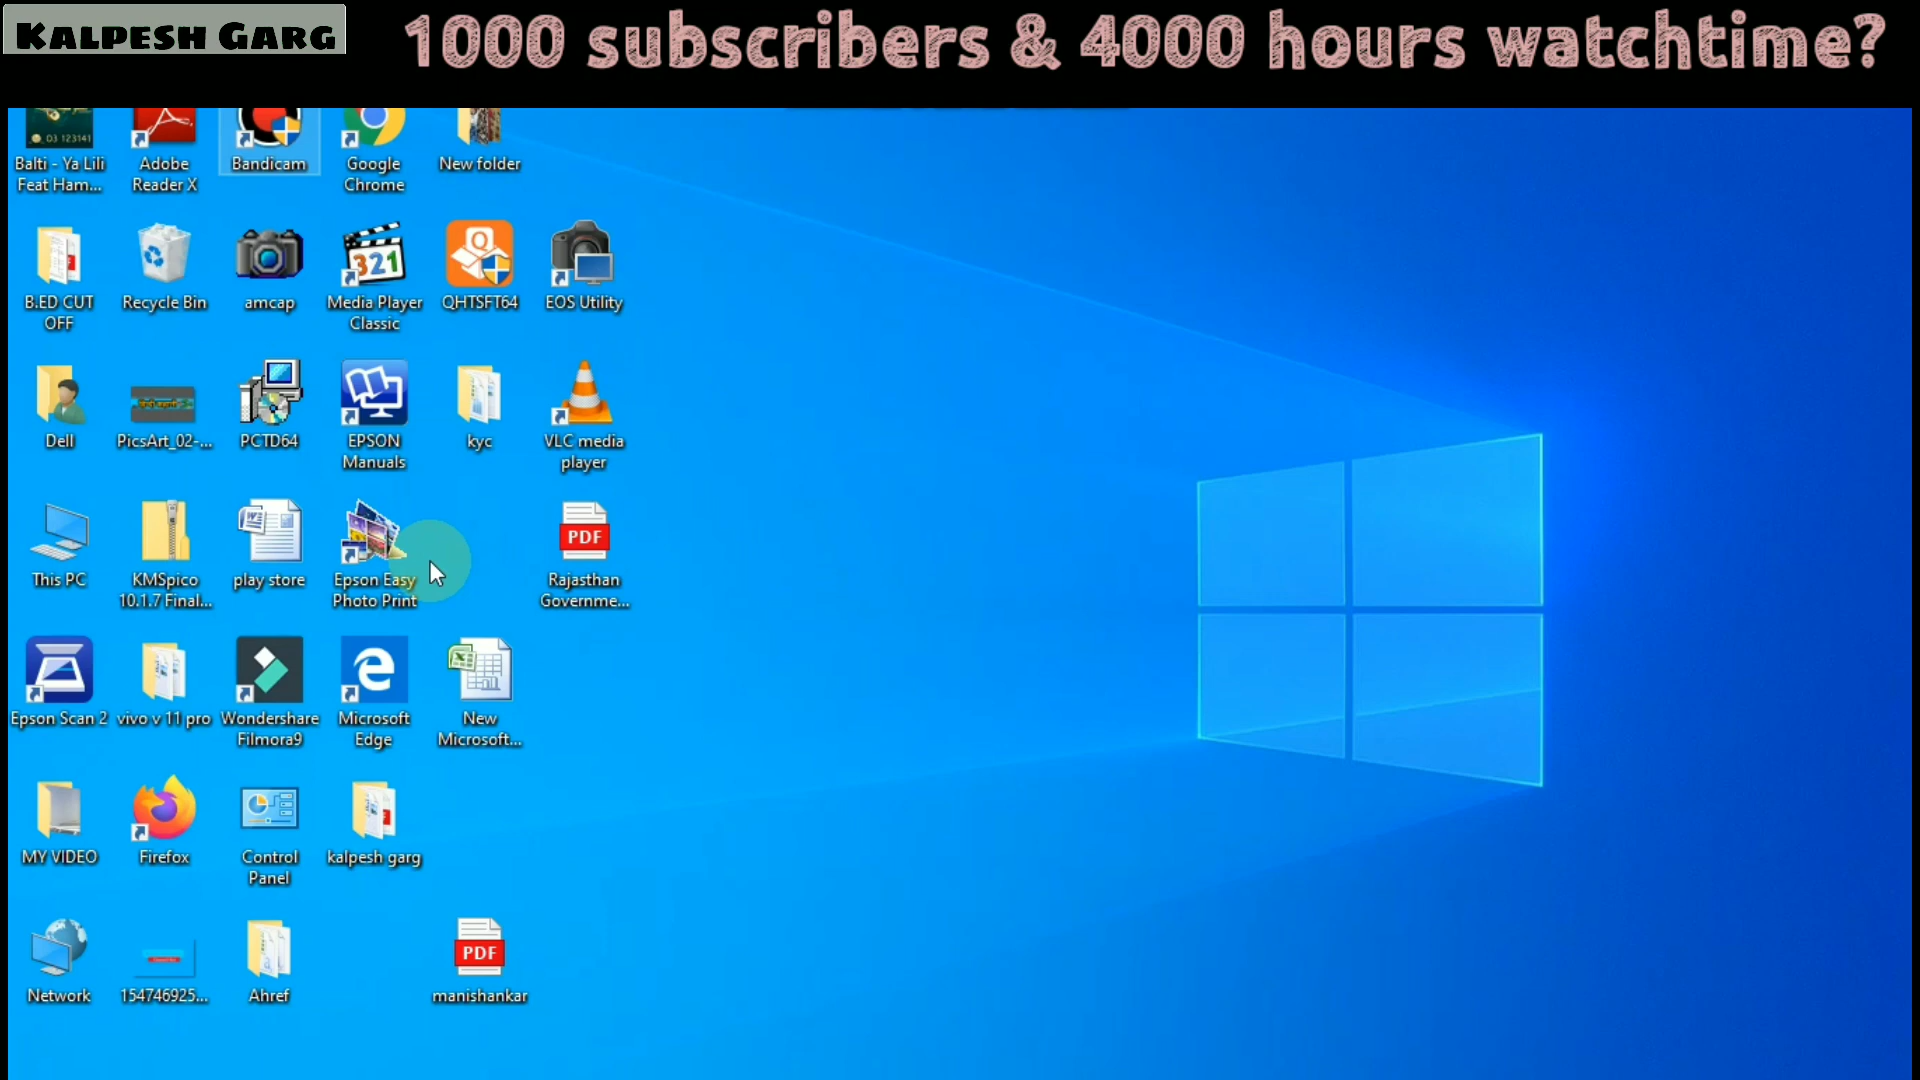 KALPESH GARG
1000 subscribers & 4000 hours watchtime?
03 123141
Balti - Ya Lili
Feat Ham...
Adobe
Reader X
Bandicam
Google
Chrome
New folder
B.ED CUT
OFF
Recycle Bin
amcap
321
Media Player
Classic
Q
QHTSFT64
EOS Utility
Dell
PicsArt_02-...
PCTD64
EPSON
Manuals
kyc
VLC media
player
This PC
KMSpico
10.1.7 Final...
play store
Epson Easy
Photo Print
PDF
Rajasthan
Governme...
Epson Scan 2
vivo v 11 pro
Wondershare
Filmora9
Microsoft
Edge
New
Microsoft...
MY VIDEO
Firefox
Control
Panel
kalpesh garg
Network
154746925...
Ahref
PDF
manishankar